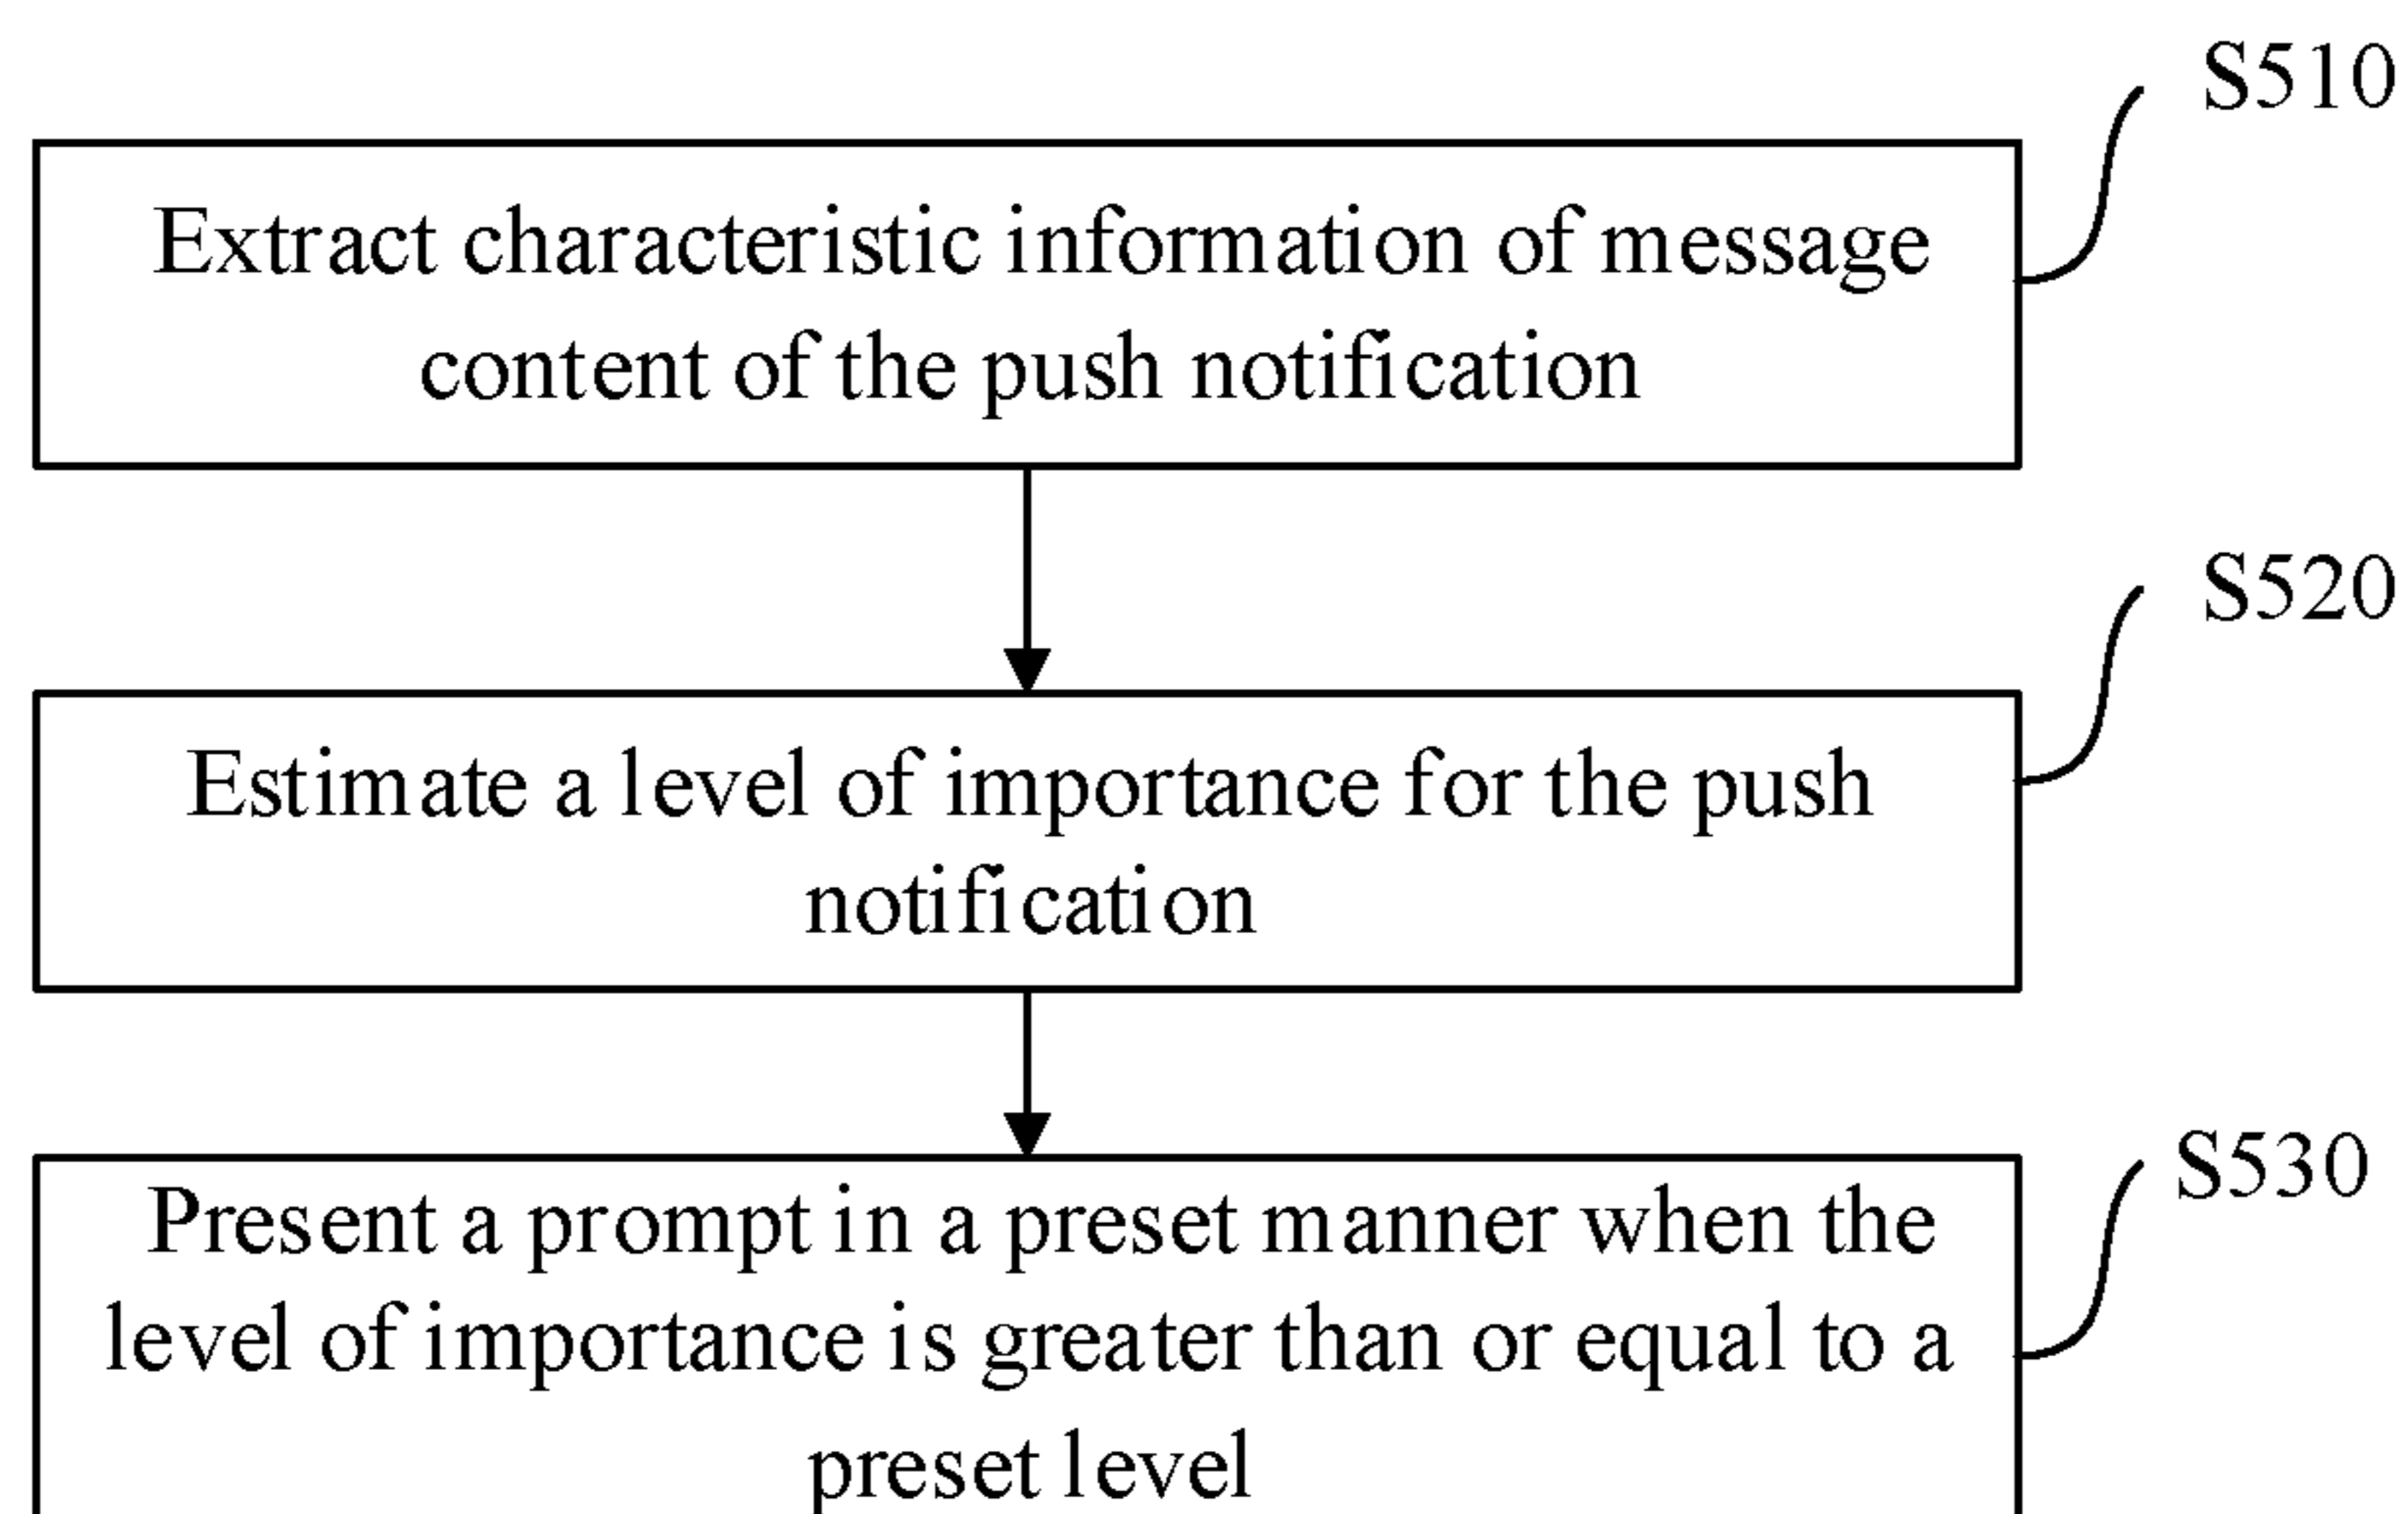 S510
Extract characteristic information of message
content of the push notification
S520
Estimate a level of importance for the push
notification
S530
Present a prompt in a preset manner when the
level of importance is greater than or equal to a
preset level